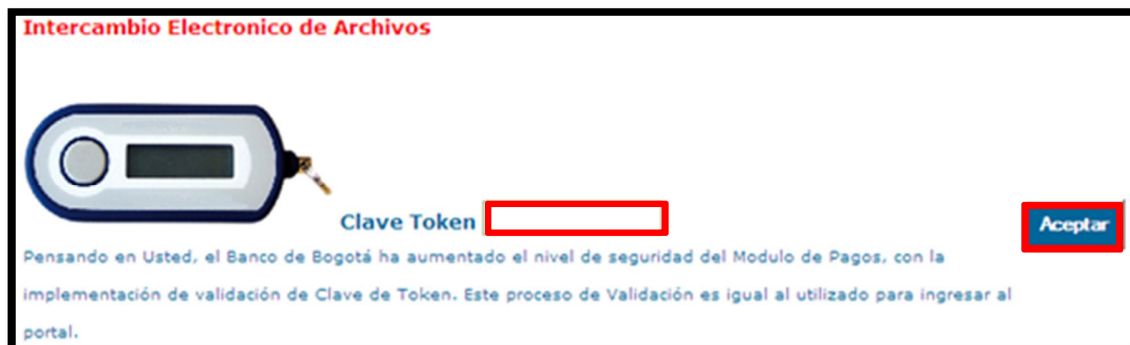 Intercambio Electronico de Archivos
Clave Token
Aceptar
Pensando en Usted, el Banco de Bogotá ha aumentado el nivel de seguridad del Modulo de Pagos, con la
implementación de validación de Clave de Token. Este proceso de Validación es igual al utilizado para ingresar al
portal.